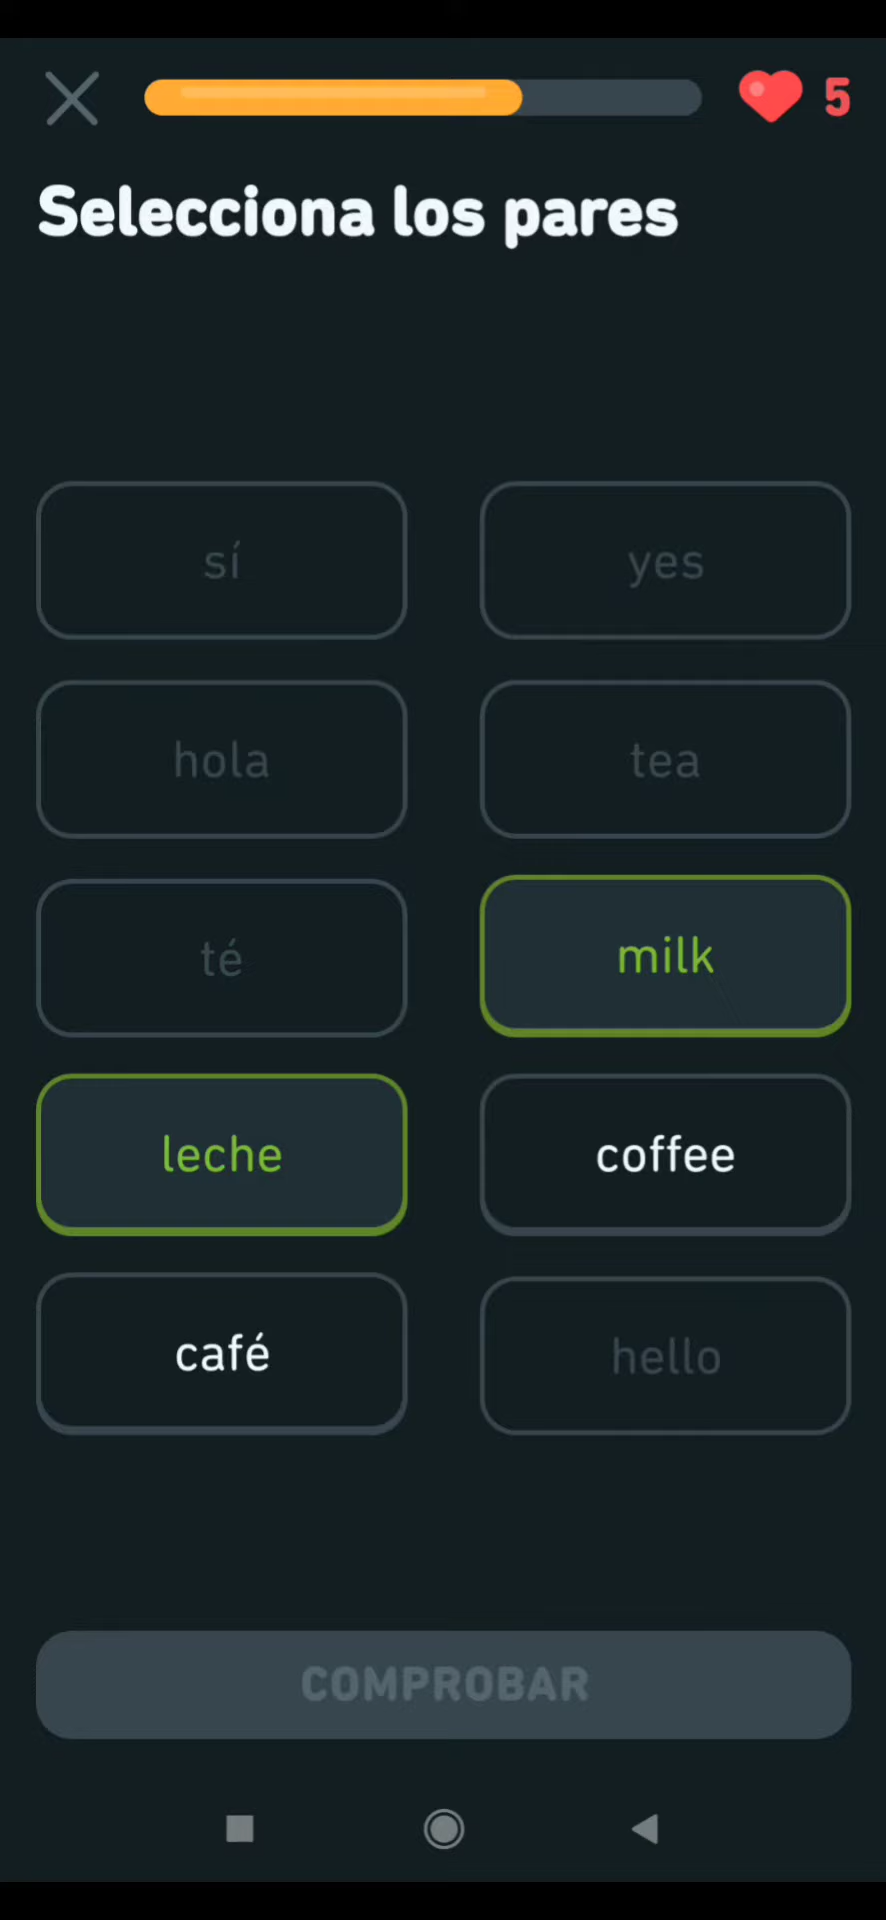 5
Selecciona los pares
sí yes
hola tea
té milk
leche coffee
café hello
COMPROBAR